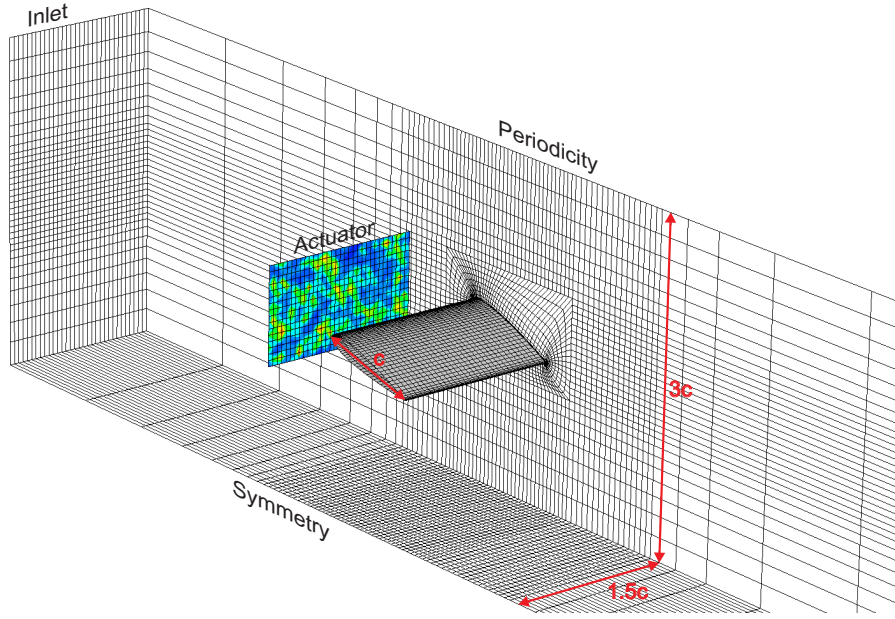 Inlet
Periodicity
Actuator
c
3c
Symmetry
1.5c